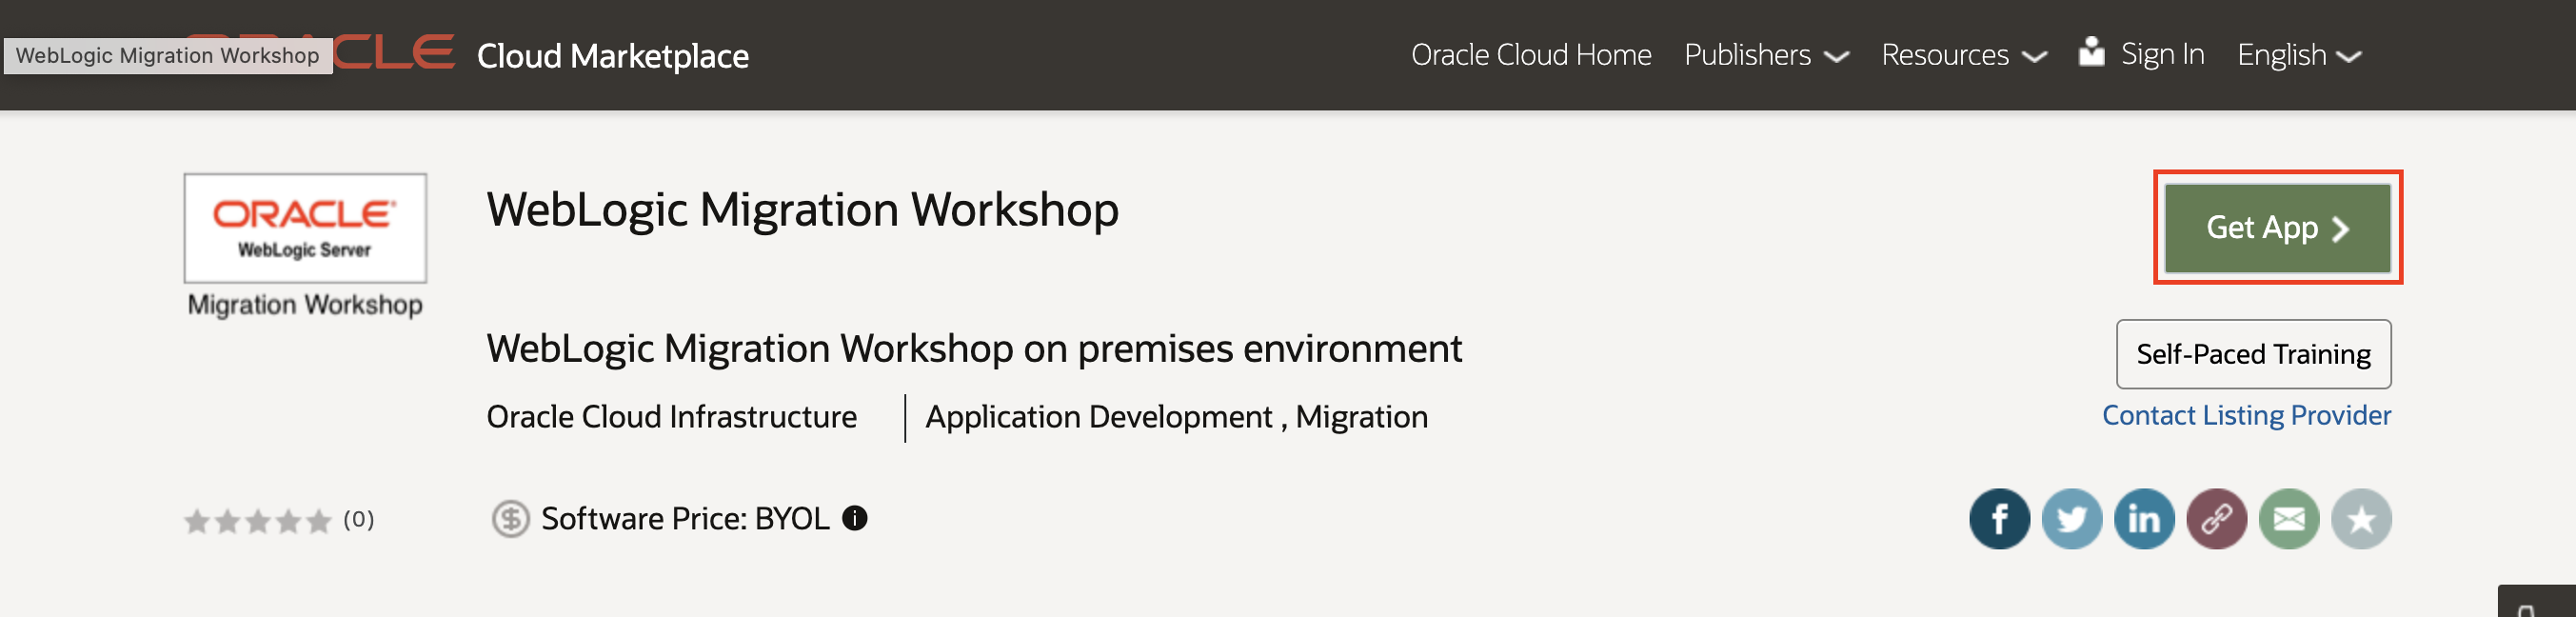 WebLogic Migration Workshop
Cloud Marketplace
Oracle Cloud Home
Publishers
Resources
Sign In
English
ORACLE
WebLogic Server
Migration Workshop
WebLogic Migration Workshop
Get App
WebLogic Migration Workshop on premises environment
Self-Paced Training
Oracle Cloud Infrastructure
Application Development , Migration
Contact Listing Provider
(0)
Software Price: BYOL